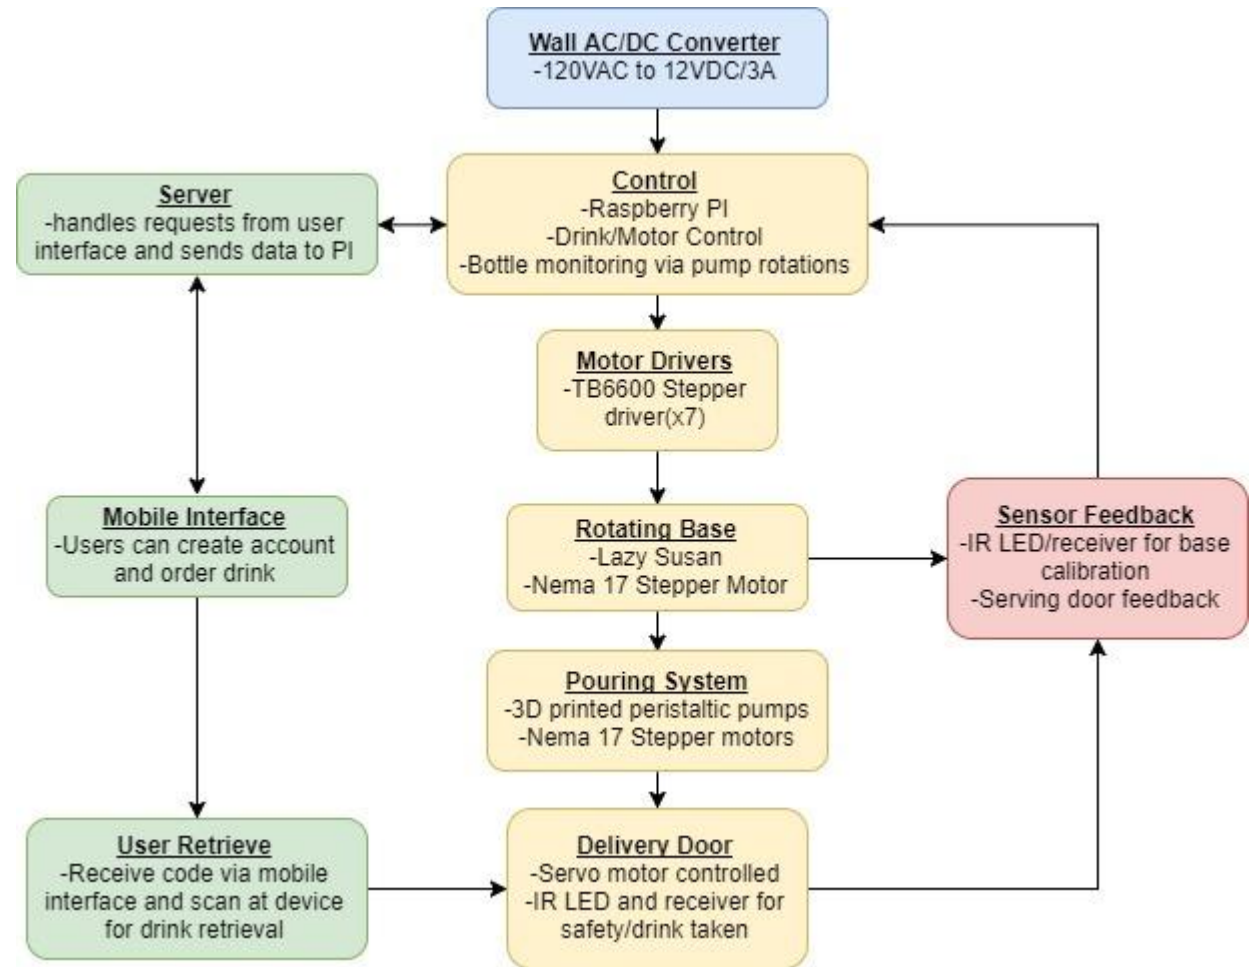 Wall AC/DC Converter
-120VAC to 12VDC/3A
Server
-handles requests from user
interface and sends data to PI
Control
-Raspberry PI
-Drink/Motor Control
-Bottle monitoring via pump rotations
Motor Drivers
-TB6600 Stepper
driver(x7)
Mobile Interface
-Users can create account
and order drink
Rotating Base
-Lazy Susan
-Nema 17 Stepper Motor
Sensor Feedback
-IR LED/receiver for base
calibration
-Serving door feedback
Pouring System
-3D printed peristaltic pumps
-Nema 17 Stepper motors
User Retrieve
-Receive code via mobile
interface and scan at device
for drink retrieval
Delivery Door
-Servo motor controlled
-IR LED and receiver for
safety/drink taken